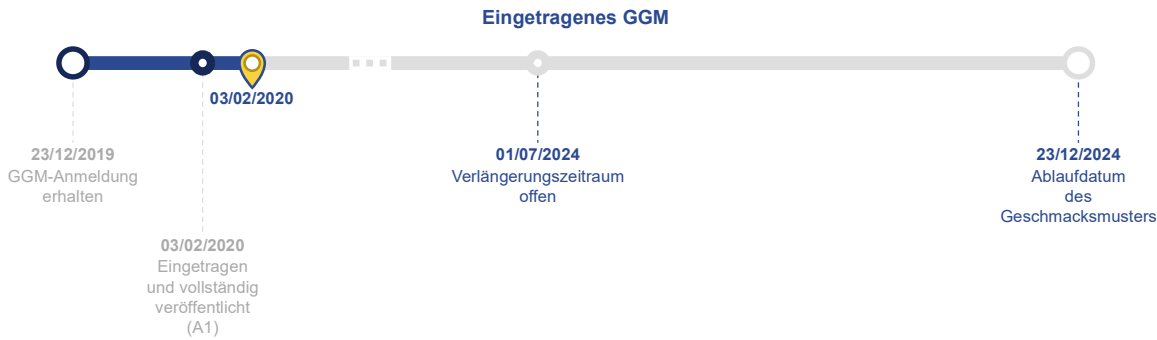 Eingetragenes GGM
03/02/2020
23/12/2019
GGM-Anmeldung
erhalten
03/02/2020
Eingetragen
und vollständig
veröffentlicht
(A1)
01/07/2024
Verlängerungszeitraum
offen
23/12/2024
Ablaufdatum
des
Geschmacksmusters